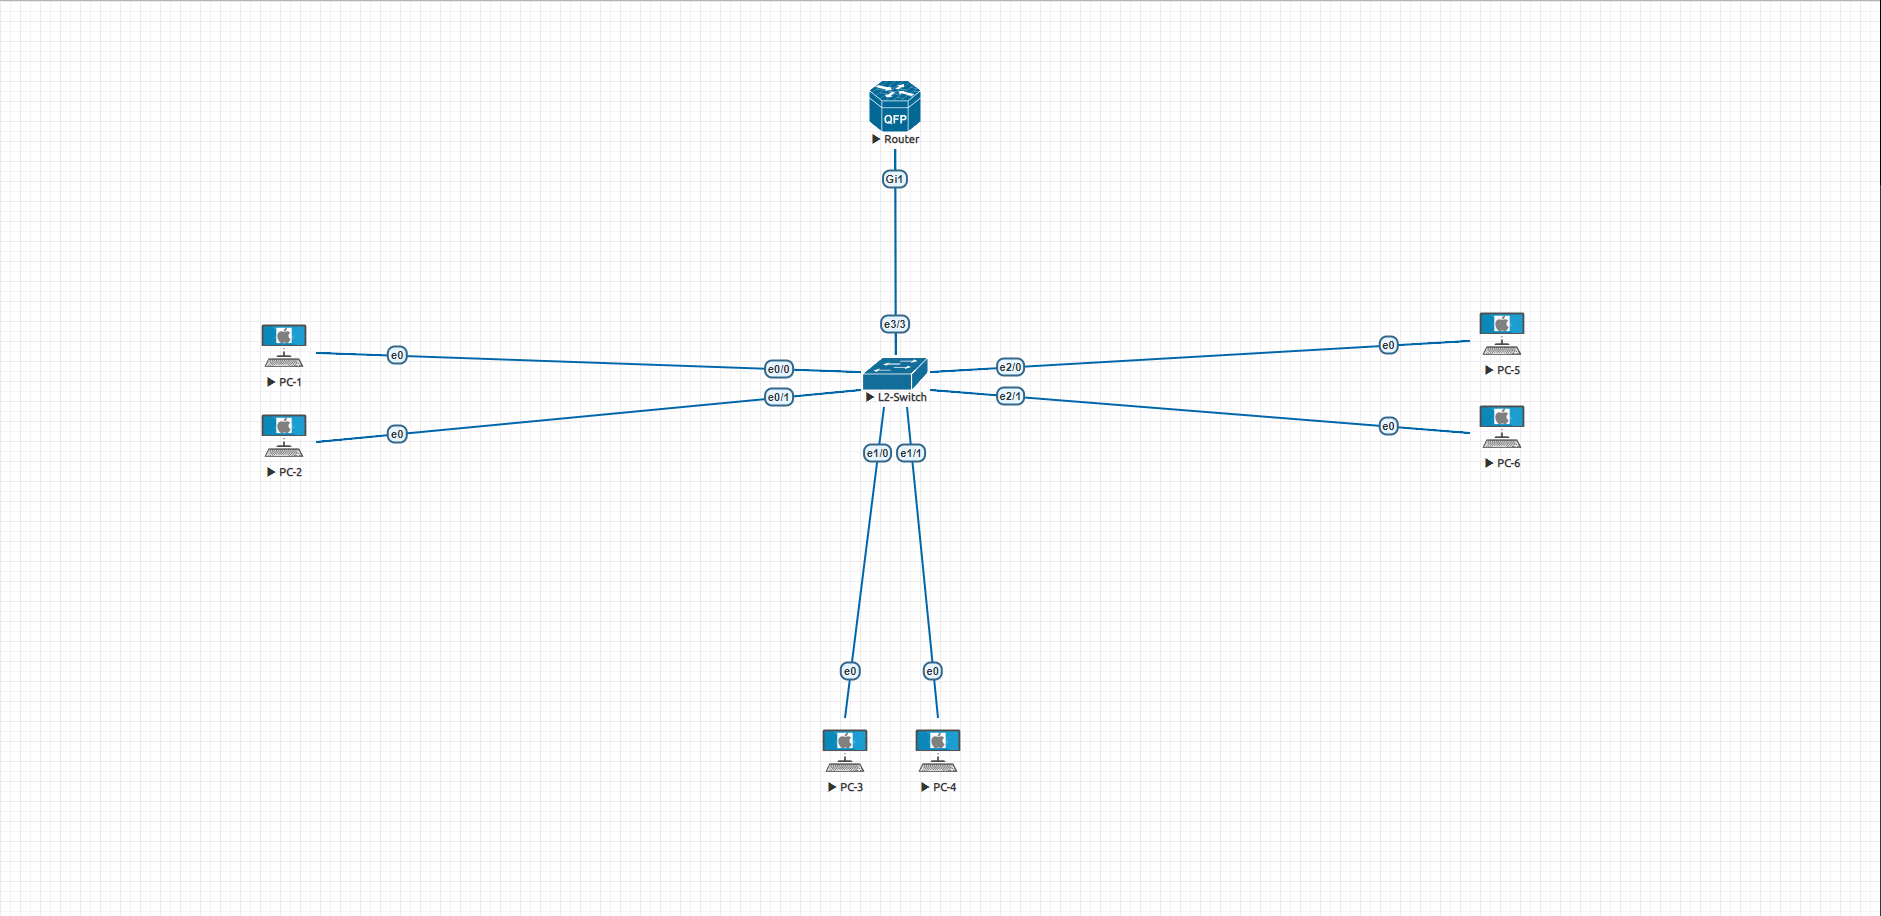 QFP
Router
Gi1
e3/3
PC-1
e0
e0/0
e2/0
e0
PC-5
L2-Switch
PC-2
e0
e0/1
e2/1
e0
PC-6
e1/0
e1/1
e0
e0
PC-3
PC-4